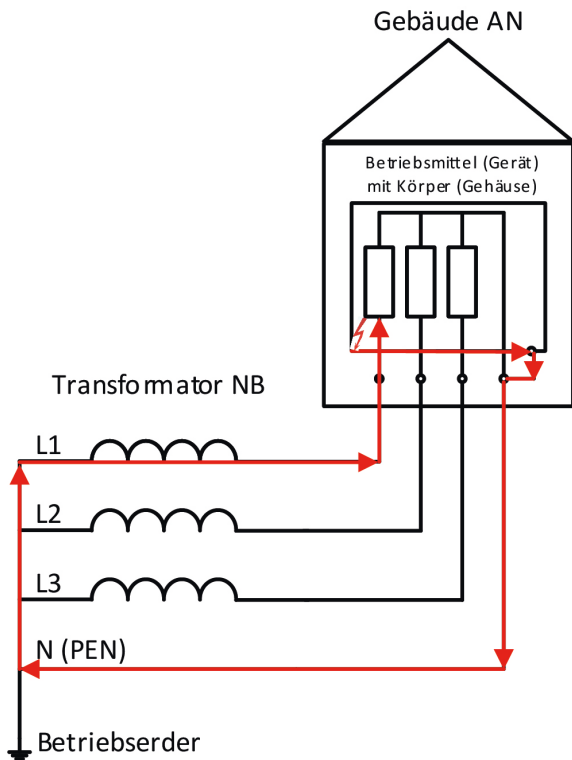 Gebäude AN
Betriebsmittel (Gerät)
mit Körper (Gehäuse)
Transformator NB
L1
L2
L3
N (PEN)
Betriebserder